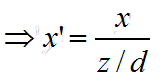 ⇒ x' = x / (z / d)